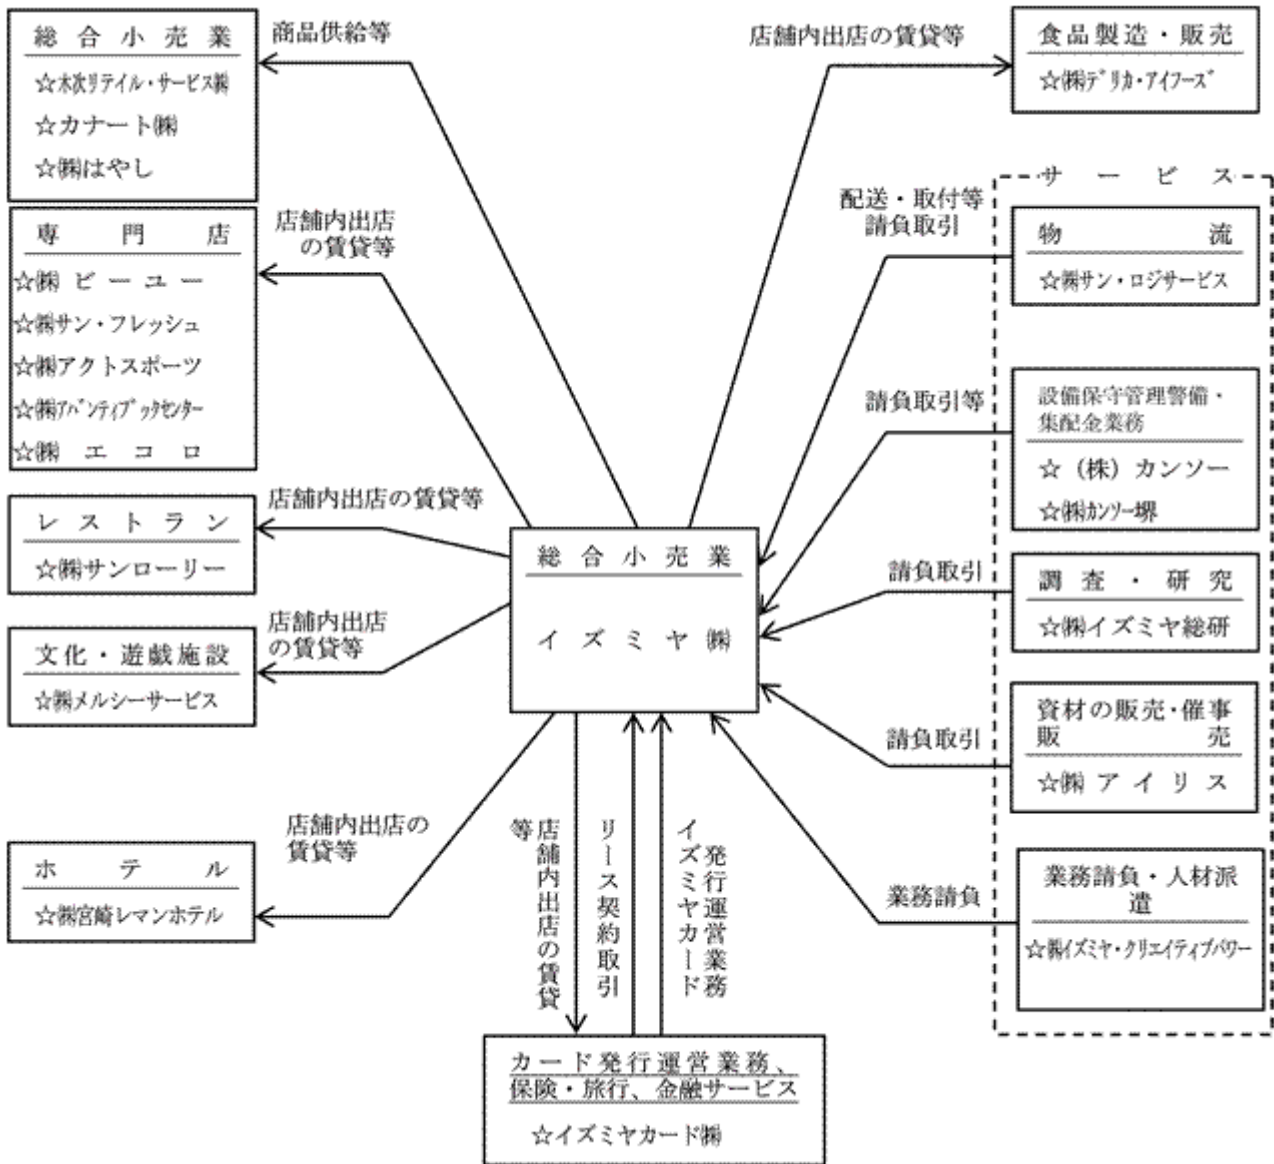 総合小売業
☆木次リテイル・サービス㈱
☆カナート㈱
☆㈱はやし
商品供給等
専門店
☆㈱ビーユー
☆㈱サン・フレッシュ
☆㈱アクトスポーツ
☆㈱アバンティブックセンター
☆㈱エコロ
店舗内出店
の賃貸等
レストラン
☆㈱サンローリー
店舗内出店の賃貸等
文化・遊戯施設
☆㈱メルシーサービス
店舗内出店
の賃貸等
ホテル
☆㈱宮崎レマンホテル
店舗内出店の
賃貸等
総合小売業
イズミヤ㈱
店舗内出店の賃貸
等
リース契約取引
イズミヤカード
発行運営業務
カード発行運営業務、
保険・旅行、金融サービス
☆イズミヤカード㈱
店舗内出店の賃貸等
食品製造・販売
☆㈱デリカ・アイフーズ
サービス
配送・取付等
請負取引
物流
☆㈱サン・ロジサービス
請負取引等
設備保守管理警備・
集配金業務
☆（株）カンソー
☆㈱カンソー堺
請負取引
調査・研究
☆㈱イズミヤ総研
請負取引
資材の販売・催事
販売
☆㈱アイリス
業務請負
業務請負・人材派
遣
☆㈱イズミヤ・クリエイティブパワー